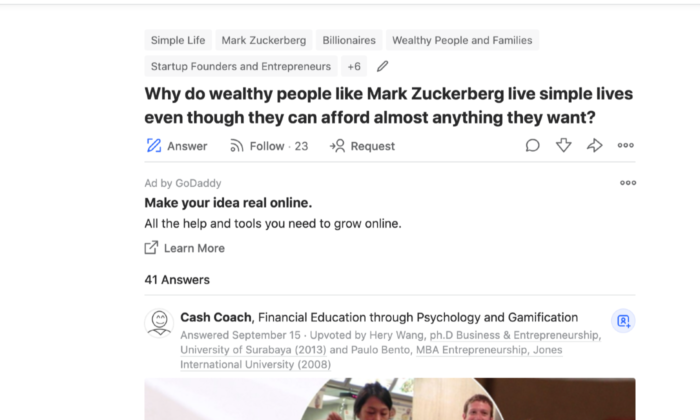 Simple Life Mark Zuckerberg Billionaires Wealthy People and Families
Startup Founders and Entrepreneurs +6
Why do wealthy people like Mark Zuckerberg live simple lives
even though they can afford almost anything they want?
Answer Follow · 23 Request
Ad by GoDaddy
Make your idea real online.
All the help and tools you need to grow online.
Learn More
41 Answers
Cash Coach, Financial Education through Psychology and Gamification
Answered September 15 · Upvoted by Hery Wang, ph.D Business & Entrepreneurship,
University of Surabaya (2013) and Paulo Bento, MBA Entrepreneurship, Jones
International University (2008)